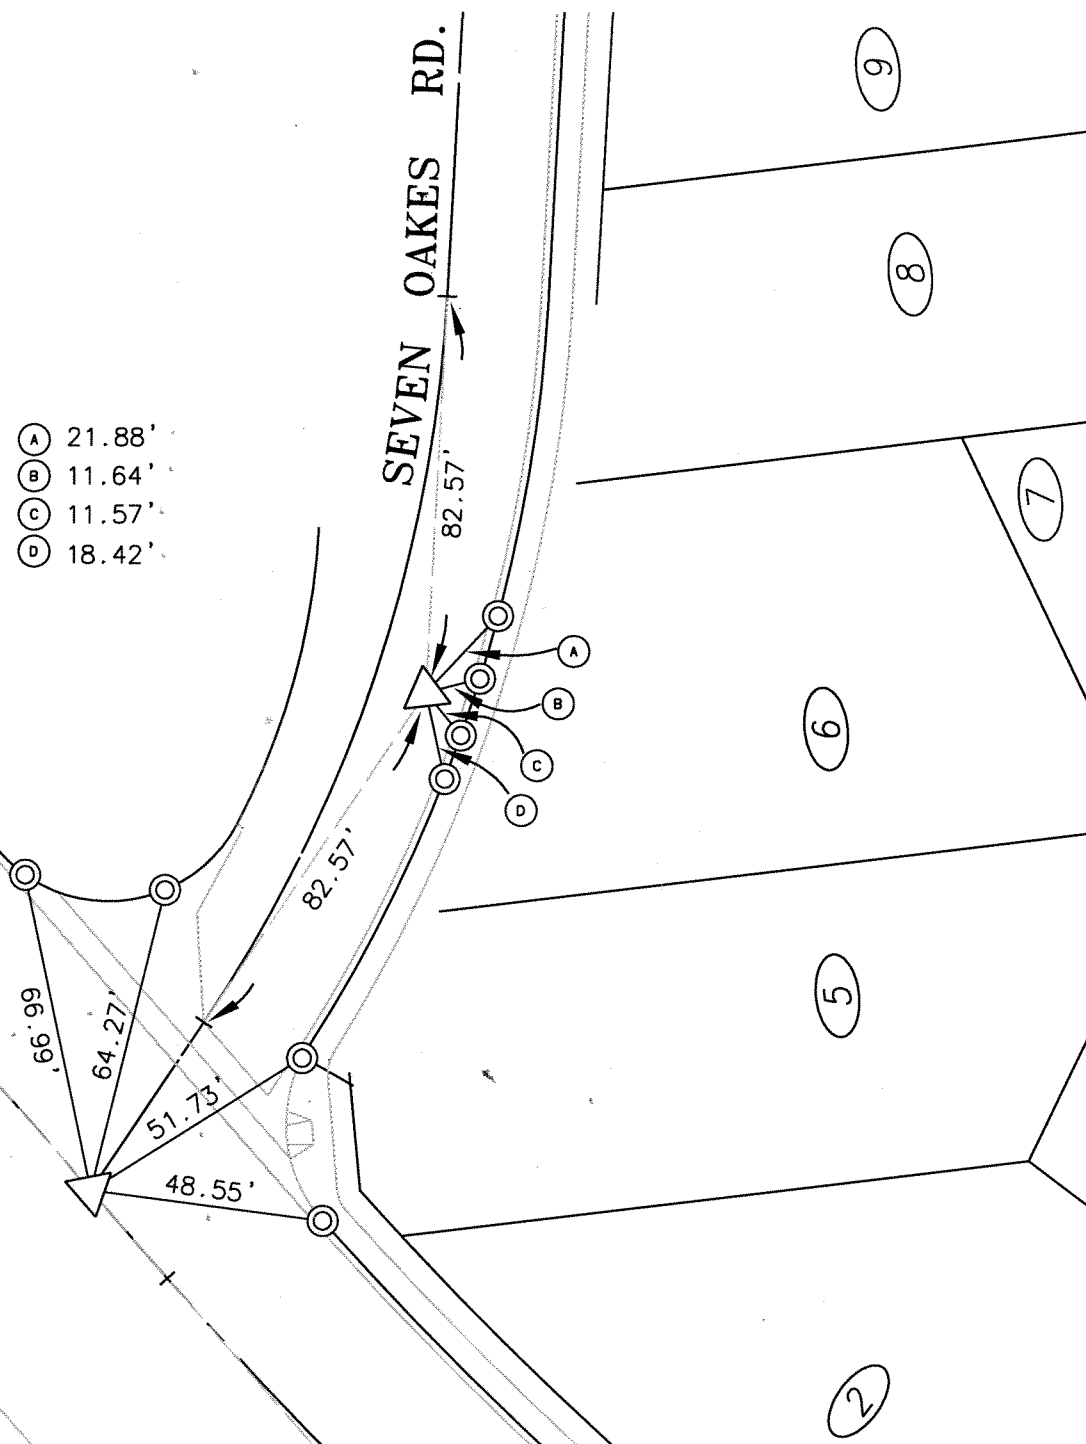 SEVEN OAKES RD.
A 21.88'
B 11.64'
C 11.57'
D 18.42'
82.57'
82.57'
A
B
C
D
66.99'
64.27'
51.73'
48.55'
9
8
7
6
5
2